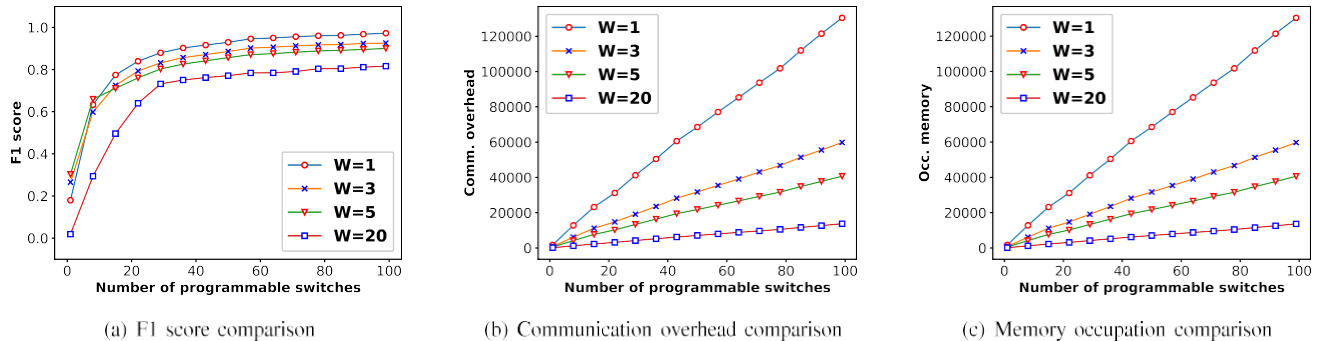 1.0
0.8
0.6
0.4
0.2
0.0
F1 score
W=1
W=3
W=5
W=20
0 20 40 60 80 100
Number of programmable switches
(a) F1 score comparison
120000
100000
80000
60000
40000
20000
0
Comm. overhead
W=1
W=3
W=5
W=20
0 20 40 60 80 100
Number of programmable switches
(b) Communication overhead comparison
120000
100000
80000
60000
40000
20000
0
Occ. memory
W=1
W=3
W=5
W=20
0 20 40 60 80 100
Number of programmable switches
(c) Memory occupation comparison